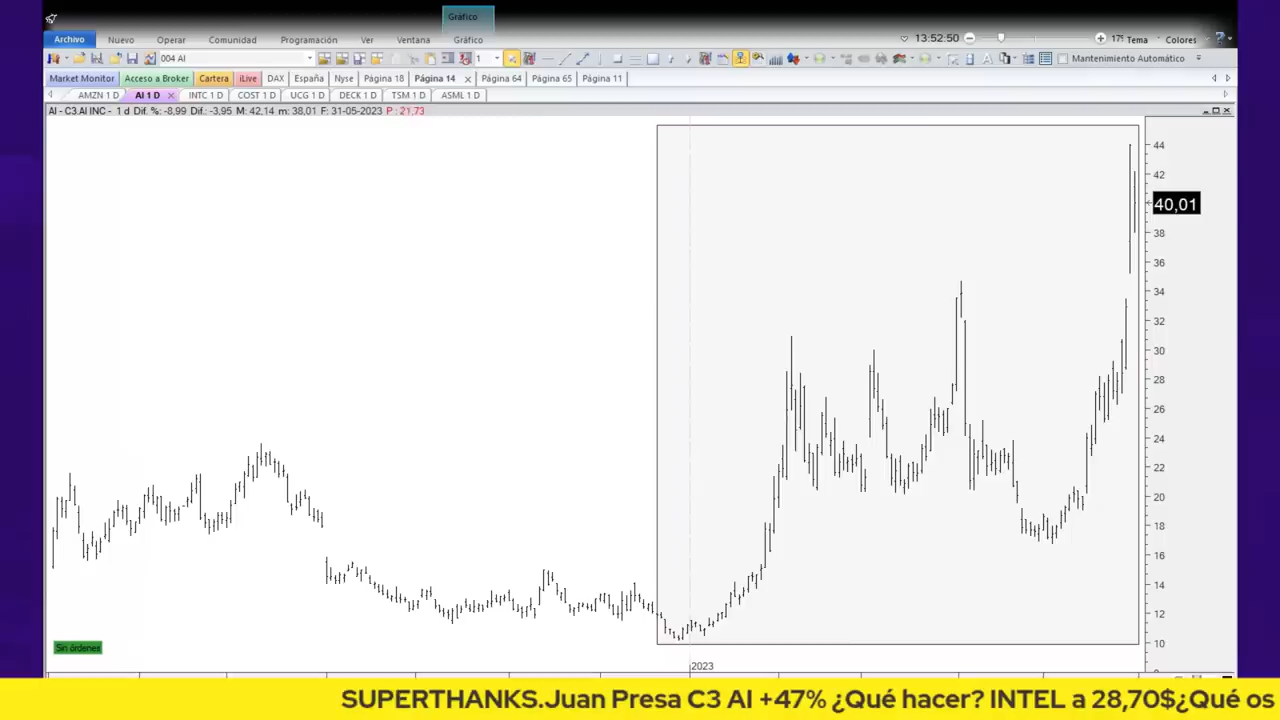 Gráfico
Archivo Nuevo Operar Comunidad Programación Ver Ventana Gráfico 13:52:50 Tema Colores
004 AI 1 Mantenimiento Automático
Market Monitor Acceso a Broker Cartera iLive DAX España Nyse Página 18 Página 14 Página 64 Página 65 Página 11
AMZN 1 D AI 1 D INTC 1 D COST 1 D UCG 1 D DECK 1 D TSM 1 D ASML 1 D
AI - C3.AI INC - 1 d Dif. %: -8,99 Dif.: -3,95 M: 42,14 m: 38,01 F: 31-05-2023 P : 21,73
44
42
40,01
38
36
34
32
30
28
26
24
22
20
18
16
14
12
10
Sin órdenes
2023
SUPERTHANKS.Juan Presa C3 AI +47% ¿Qué hacer? INTEL a 28,70$¿Qué os